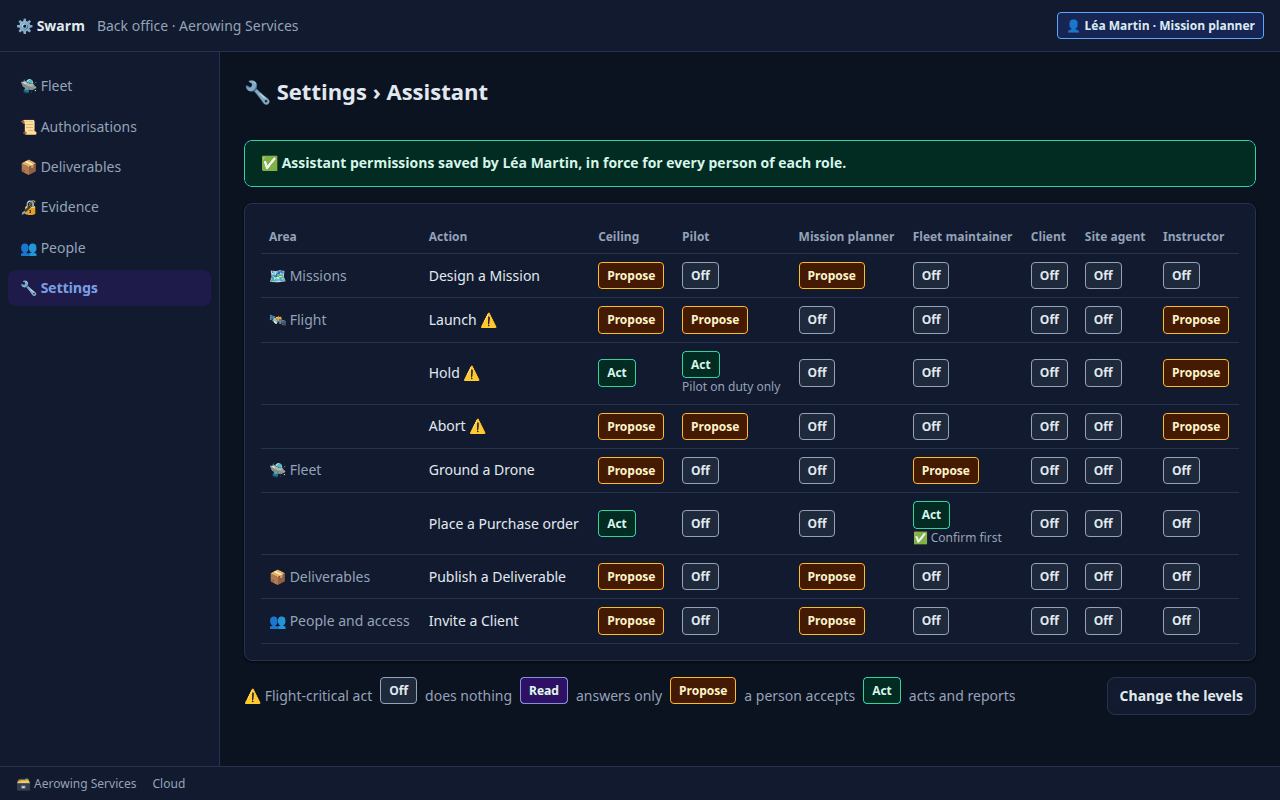 ⚙️ Swarm Back office · Aerowing Services
👤 Léa Martin · Mission planner
🛸 Fleet
📜 Authorisations
📦 Deliverables
🔏 Evidence
👥 People
🔧 Settings
🔧 Settings › Assistant
✅ Assistant permissions saved by Léa Martin, in force for every person of each role.
Area Action Ceiling Pilot Mission planner Fleet maintainer Client Site agent Instructor
🗺️ Missions Design a Mission Propose Off Propose Off Off Off Off
🛰️ Flight Launch ⚠️ Propose Propose Off Off Off Off Propose
Hold ⚠️ Act Act Off Off Off Off Propose
Pilot on duty only
Abort ⚠️ Propose Propose Off Off Off Off Propose
🛸 Fleet Ground a Drone Propose Off Off Propose Off Off Off
Place a Purchase order Act Off Off Act Off Off Off
✅ Confirm first
📦 Deliverables Publish a Deliverable Propose Off Propose Off Off Off Off
👥 People and access Invite a Client Propose Off Propose Off Off Off Off
⚠️ Flight-critical act Off does nothing Read answers only Propose a person accepts Act acts and reports
Change the levels
🗃️ Aerowing Services Cloud